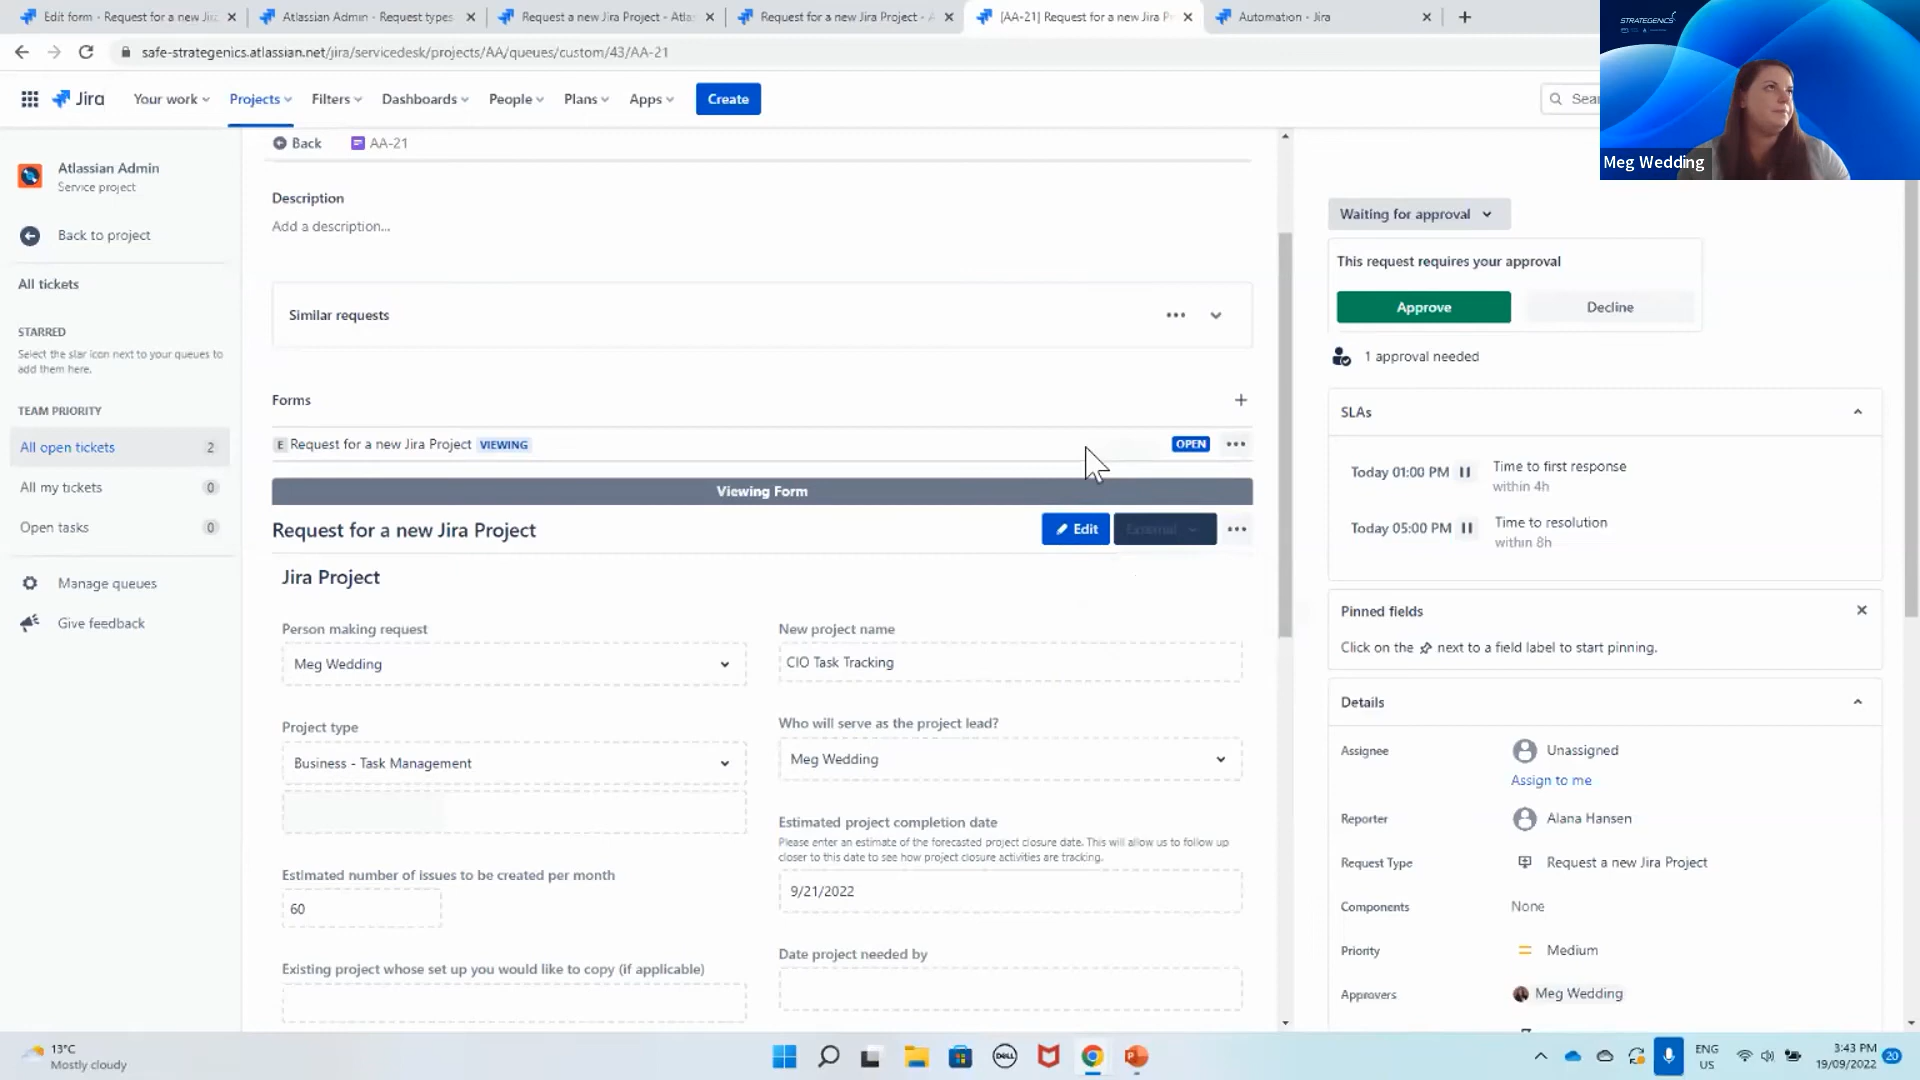 Edit form - Request for a new Jir
Atlassian Admin - Request types
Request a new Jira Project - Atla
Request for a new Jira Project - A
[AA-21] Request for a new Jira P
Automation - Jira
safe-strategenics.atlassian.net/jira/servicedesk/projects/AA/queues/custom/43/AA-21
STRATEGENICS
Meg Wedding
Jira
Your work
Projects
Filters
Dashboards
People
Plans
Apps
Create
Sear
Atlassian Admin
Service project
Back to project
All tickets
STARRED
Select the star icon next to your queues to
add them here.
TEAM PRIORITY
All open tickets 2
All my tickets 0
Open tasks 0
Manage queues
Give feedback
Back
AA-21
Description
Add a description...
Similar requests
Forms
E Request for a new Jira Project VIEWING
OPEN
Viewing Form
Request for a new Jira Project
Edit
External
Jira Project
Person making request
Meg Wedding
New project name
CIO Task Tracking
Project type
Business - Task Management
Who will serve as the project lead?
Meg Wedding
Estimated project completion date
Please enter an estimate of the forecasted project closure date. This will allow us to follow up
closer to this date to see how project closure activities are tracking.
9/21/2022
Estimated number of issues to be created per month
60
Date project needed by
Existing project whose set up you would like to copy (if applicable)
Waiting for approval
This request requires your approval
Approve
Decline
1 approval needed
SLAs
Today 01:00 PM
Time to first response
within 4h
Today 05:00 PM
Time to resolution
within 8h
Pinned fields
Click on the next to a field label to start pinning.
Details
Assignee
Unassigned
Assign to me
Reporter
Alana Hansen
Request Type
Request a new Jira Project
Components
None
Priority
Medium
Approvers
Meg Wedding
13°C
Mostly cloudy
DELL
ENG
US
3:43 PM
19/09/2022
20